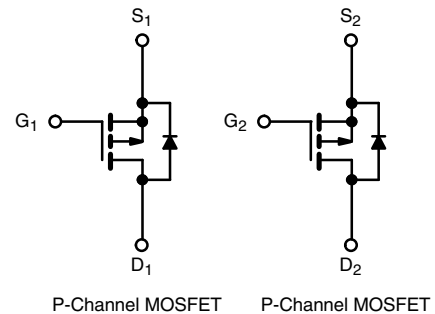 S1 S2
G1 G2
D1 D2
P-Channel MOSFET P-Channel MOSFET